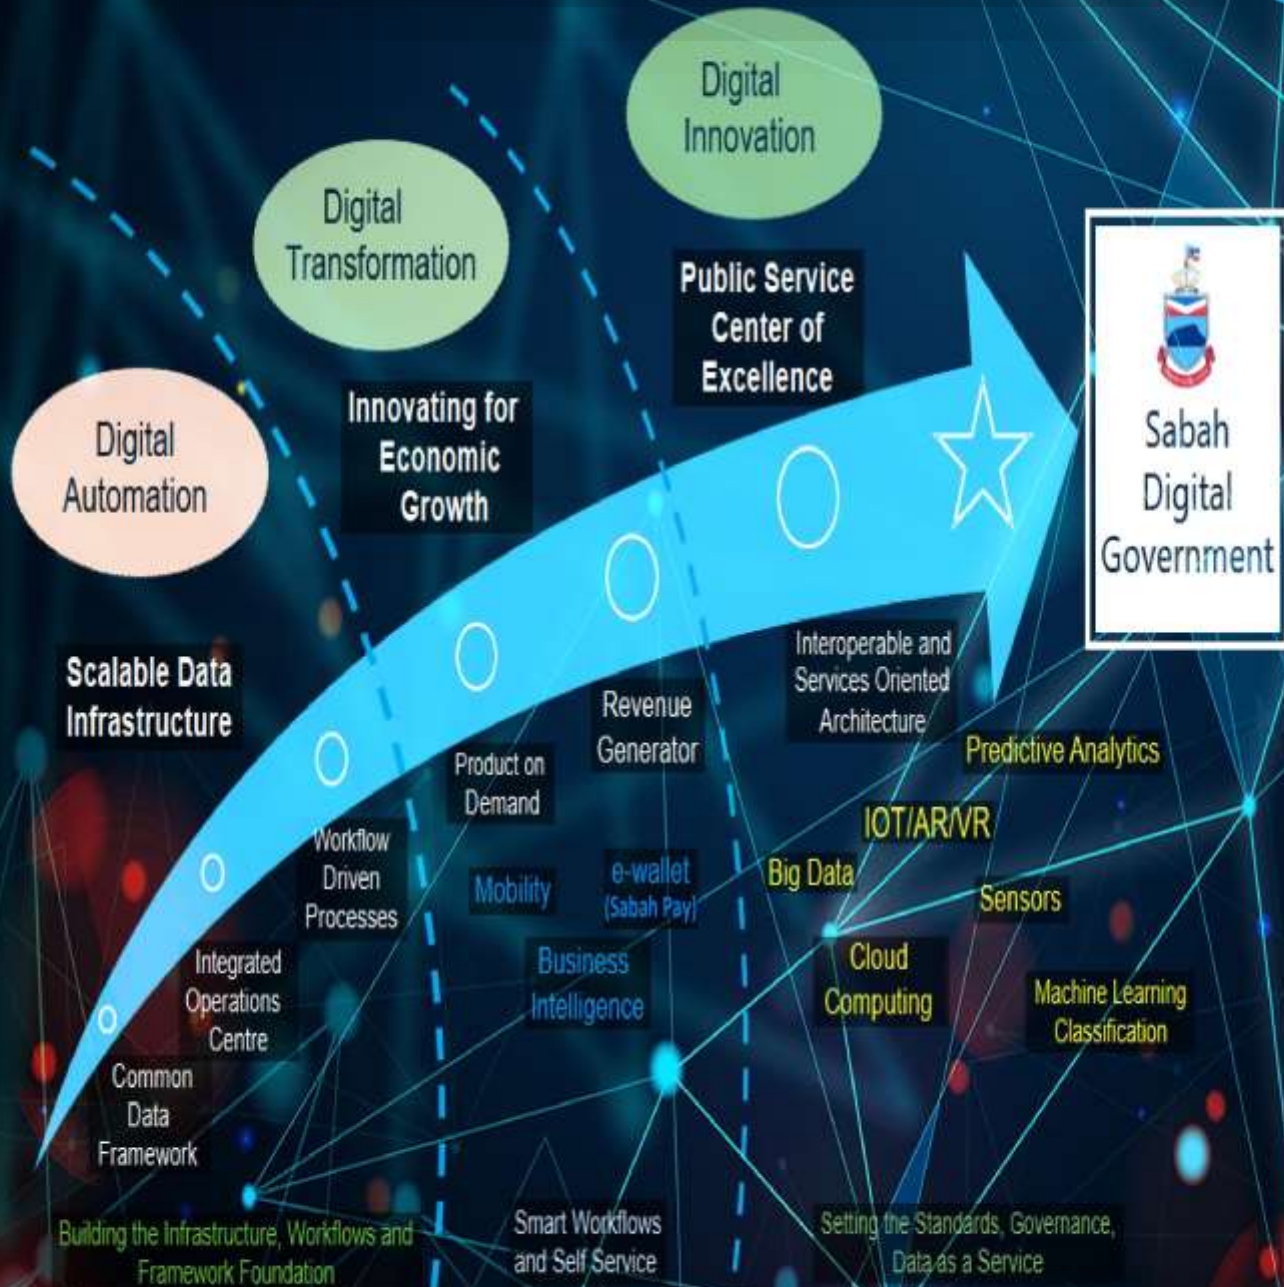 Digital
Innovation
Digital
Transformation
Digital
Automation
Public Service
Center of
Excellence
Innovating for
Economic
Growth
Scalable Data
Infrastructure
Sabah
Digital
Government
Interoperable and
Services Oriented
Architecture
Revenue
Generator
Product on
Demand
Workflow
Driven
Processes
Integrated
Operations
Centre
Common
Data
Framework
Predictive Analytics
IOT/AR/VR
Big Data
Sensors
Cloud
Computing
Machine Learning
Classification
Mobility
e-wallet
(Sabah Pay)
Business
Intelligence
Building the Infrastructure, Workflows and
Framework Foundation
Smart Workflows
and Self Service
Setting the Standards, Governance,
Data as a Service